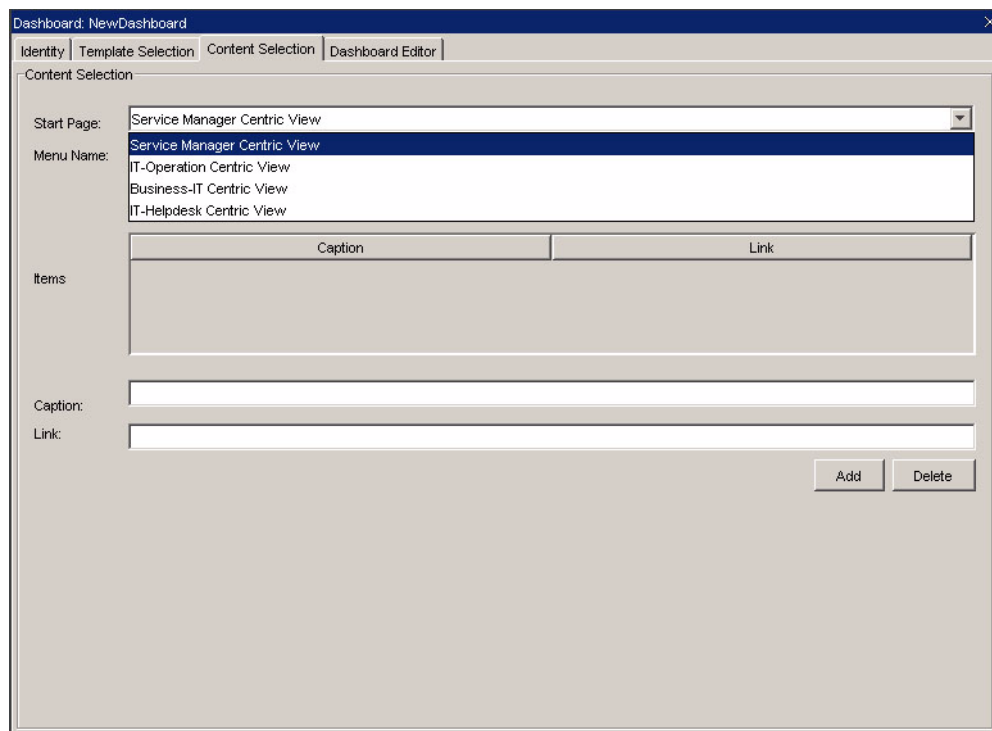 Dashboard: NewDashboard
Identity Template Selection Content Selection Dashboard Editor
Content Selection
Start Page: Service Manager Centric View
Menu Name: Service Manager Centric View
IT-Operation Centric View
Business-IT Centric View
IT-Helpdesk Centric View
Caption Link
Items
Caption:
Link:
Add Delete